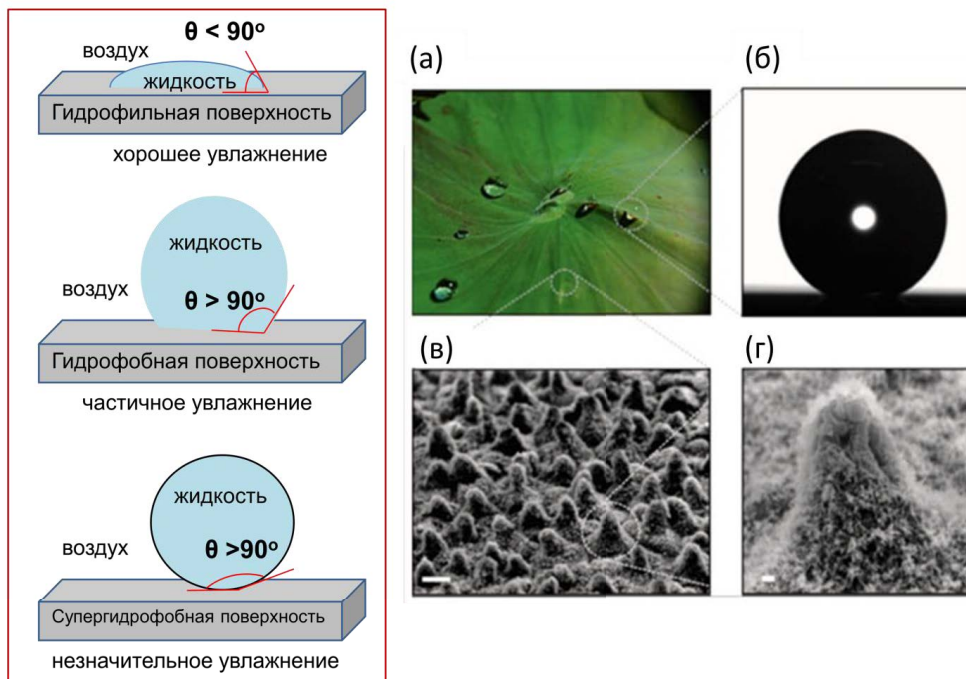 θ < 90º
воздух
жидкость
Гидрофильная поверхность
хорошее увлажнение
жидкость
воздух
θ > 90º
Гидрофобная поверхность
частичное увлажнение
жидкость
воздух
θ >90º
Супергидрофобная поверхность
незначительное увлажнение
(а)
(б)
(в)
(г)